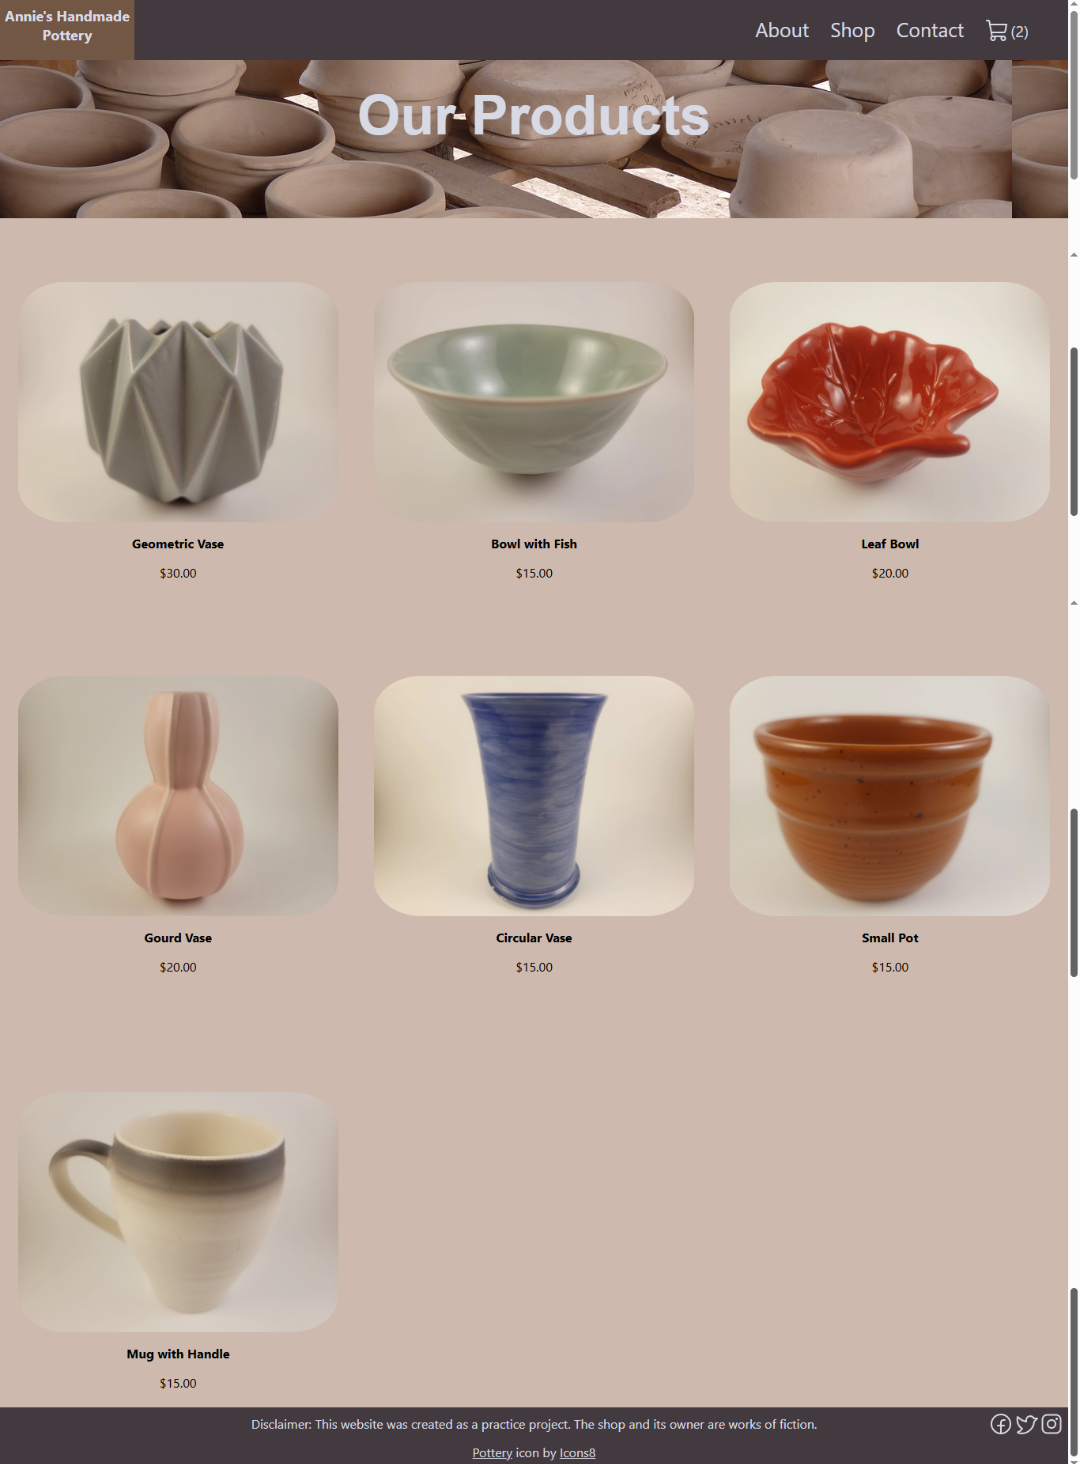 Annie's Handmade
Pottery
About Shop Contact (2)
Our Products
Geometric Vase
$30.00
Bowl with Fish
$15.00
Leaf Bowl
$20.00
Gourd Vase
$20.00
Circular Vase
$15.00
Small Pot
$15.00
Mug with Handle
$15.00
Disclaimer: This website was created as a practice project. The shop and its owner are works of fiction.
Pottery icon by Icons8